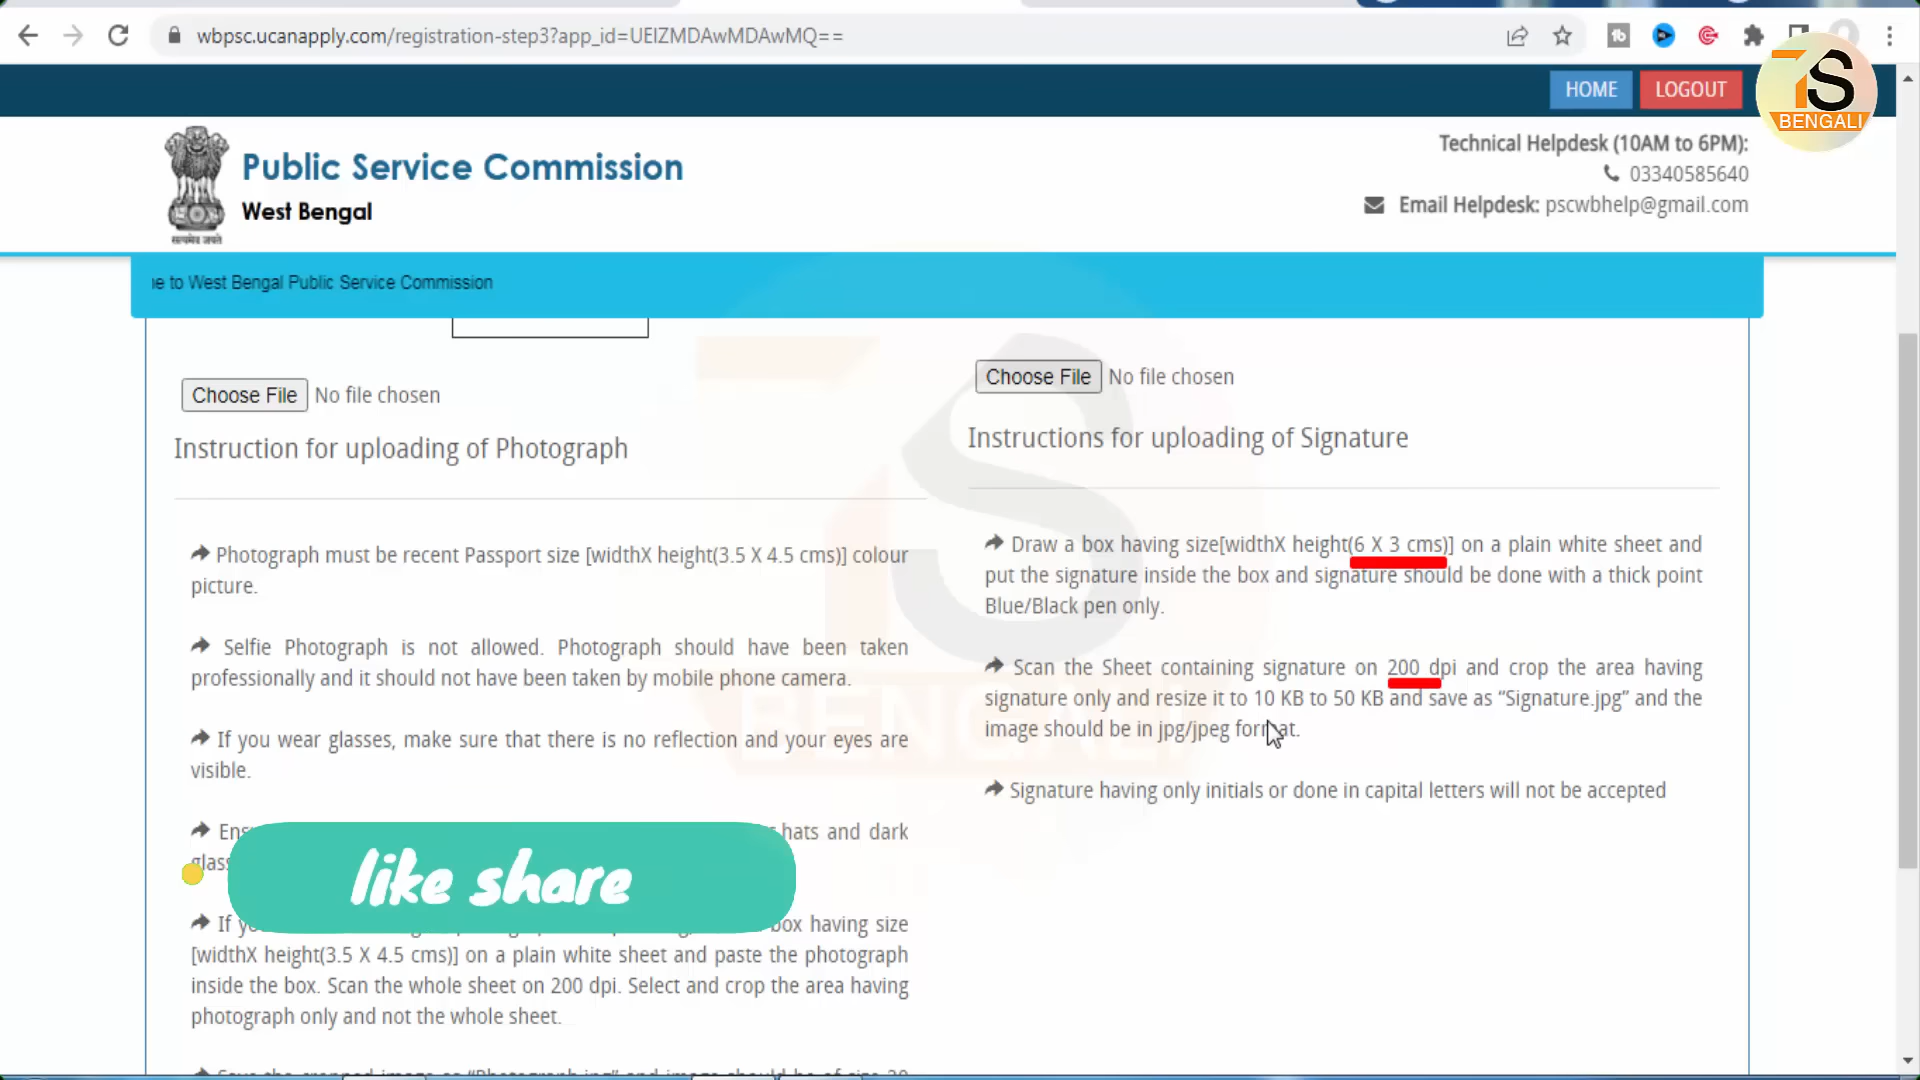 wbpsc.ucanapply.com/registration-step3?app_id=UEIZMDAwMDAwMQ==
HOME LOGOUT
S
BENGALI
Public Service Commission
West Bengal
सत्यमेव जयते
Technical Helpdesk (10AM to 6PM):
03340585640
Email Helpdesk: pscwbhelp@gmail.com
to West Bengal Public Service Commission
Choose File No file chosen
Instruction for uploading of Photograph
Photograph must be recent Passport size [widthX height(3.5 X 4.5 cms)] colour
picture.
Selfie Photograph is not allowed. Photograph should have been taken
professionally and it should not have been taken by mobile phone camera.
If you wear glasses, make sure that there is no reflection and your eyes are
visible.
hats and dark
like share
If box having size
[widthX height(3.5 X 4.5 cms)] on a plain white sheet and paste the photograph
inside the box. Scan the whole sheet on 200 dpi. Select and crop the area having
photograph only and not the whole sheet.
Choose File No file chosen
Instructions for uploading of Signature
Draw a box having size[widthX height(6 X 3 cms)] on a plain white sheet and
put the signature inside the box and signature should be done with a thick point
Blue/Black pen only.
Scan the Sheet containing signature on 200 dpi and crop the area having
signature only and resize it to 10 KB to 50 KB and save as “Signature.jpg” and the
image should be in jpg/jpeg format.
Signature having only initials or done in capital letters will not be accepted